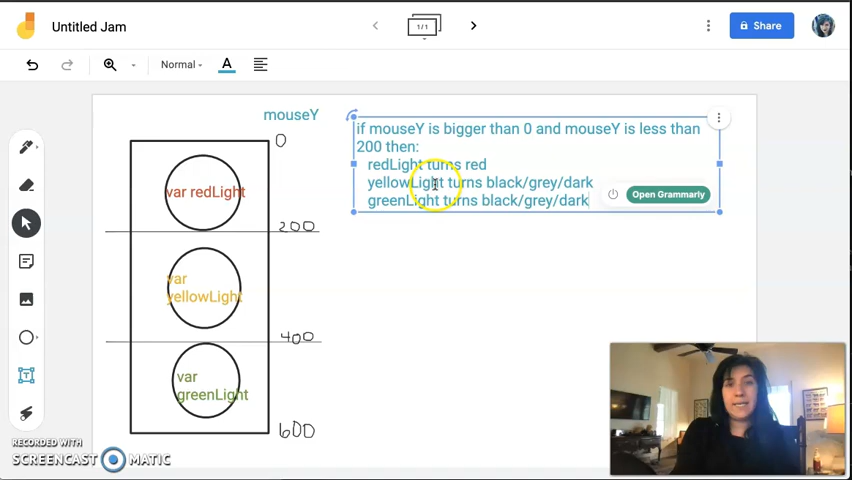 Untitled Jam
1/1
Share
Normal
A
mouseY
0
if mouseY is bigger than 0 and mouseY is less than
200 then:
redLight turns red
yellowLight turns black/grey/dark
greenLight turns black/grey/dark
Open Grammarly
var redLight
200
var
yellowLight
400
var
greenLight
600
RECORDED WITH
SCREENCAST MATIC